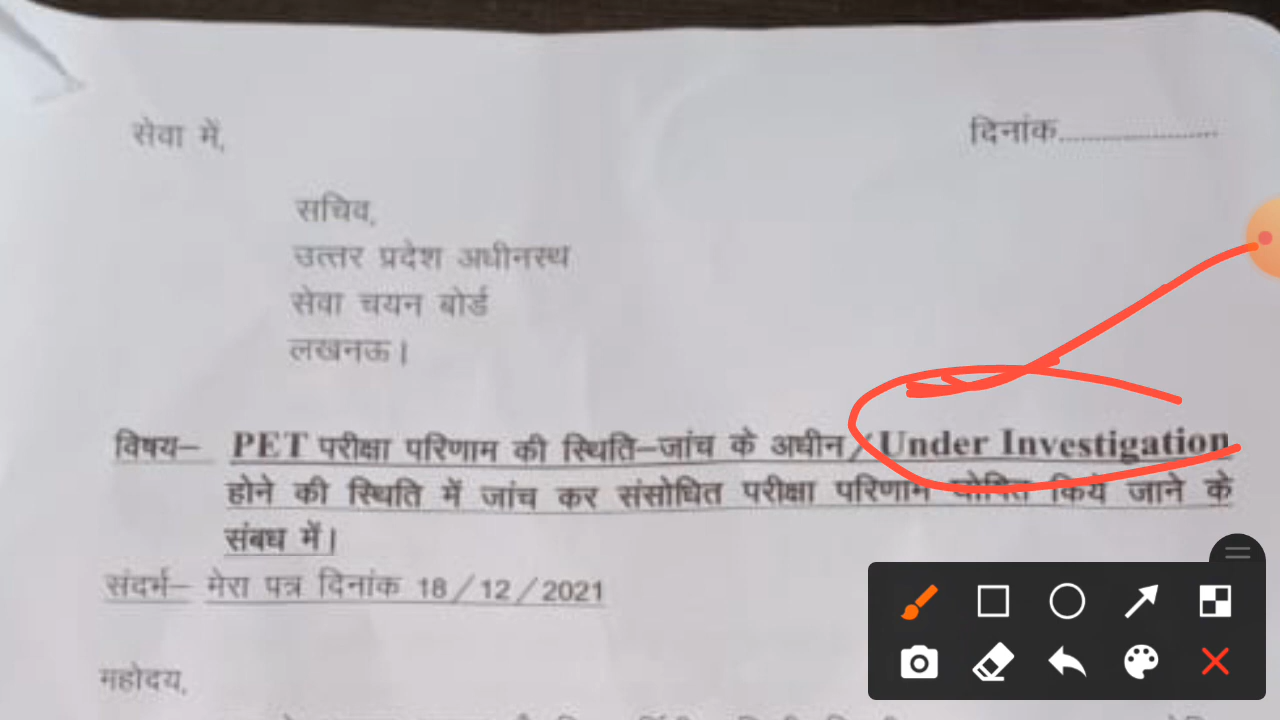 सेवा में,
दिनांक.....................
सचिव,
उत्तर प्रदेश अधीनस्थ
सेवा चयन बोर्ड
लखनऊ।
विषय– PET परीक्षा परिणाम की स्थिति–जांच के अधीन/Under Investigation
होने की स्थिति में जांच कर संसोधित परीक्षा परिणाम घोषित किये जाने के
संबध में।
संदर्भ– मेरा पत्र दिनांक 18/12/2021
महोदय,